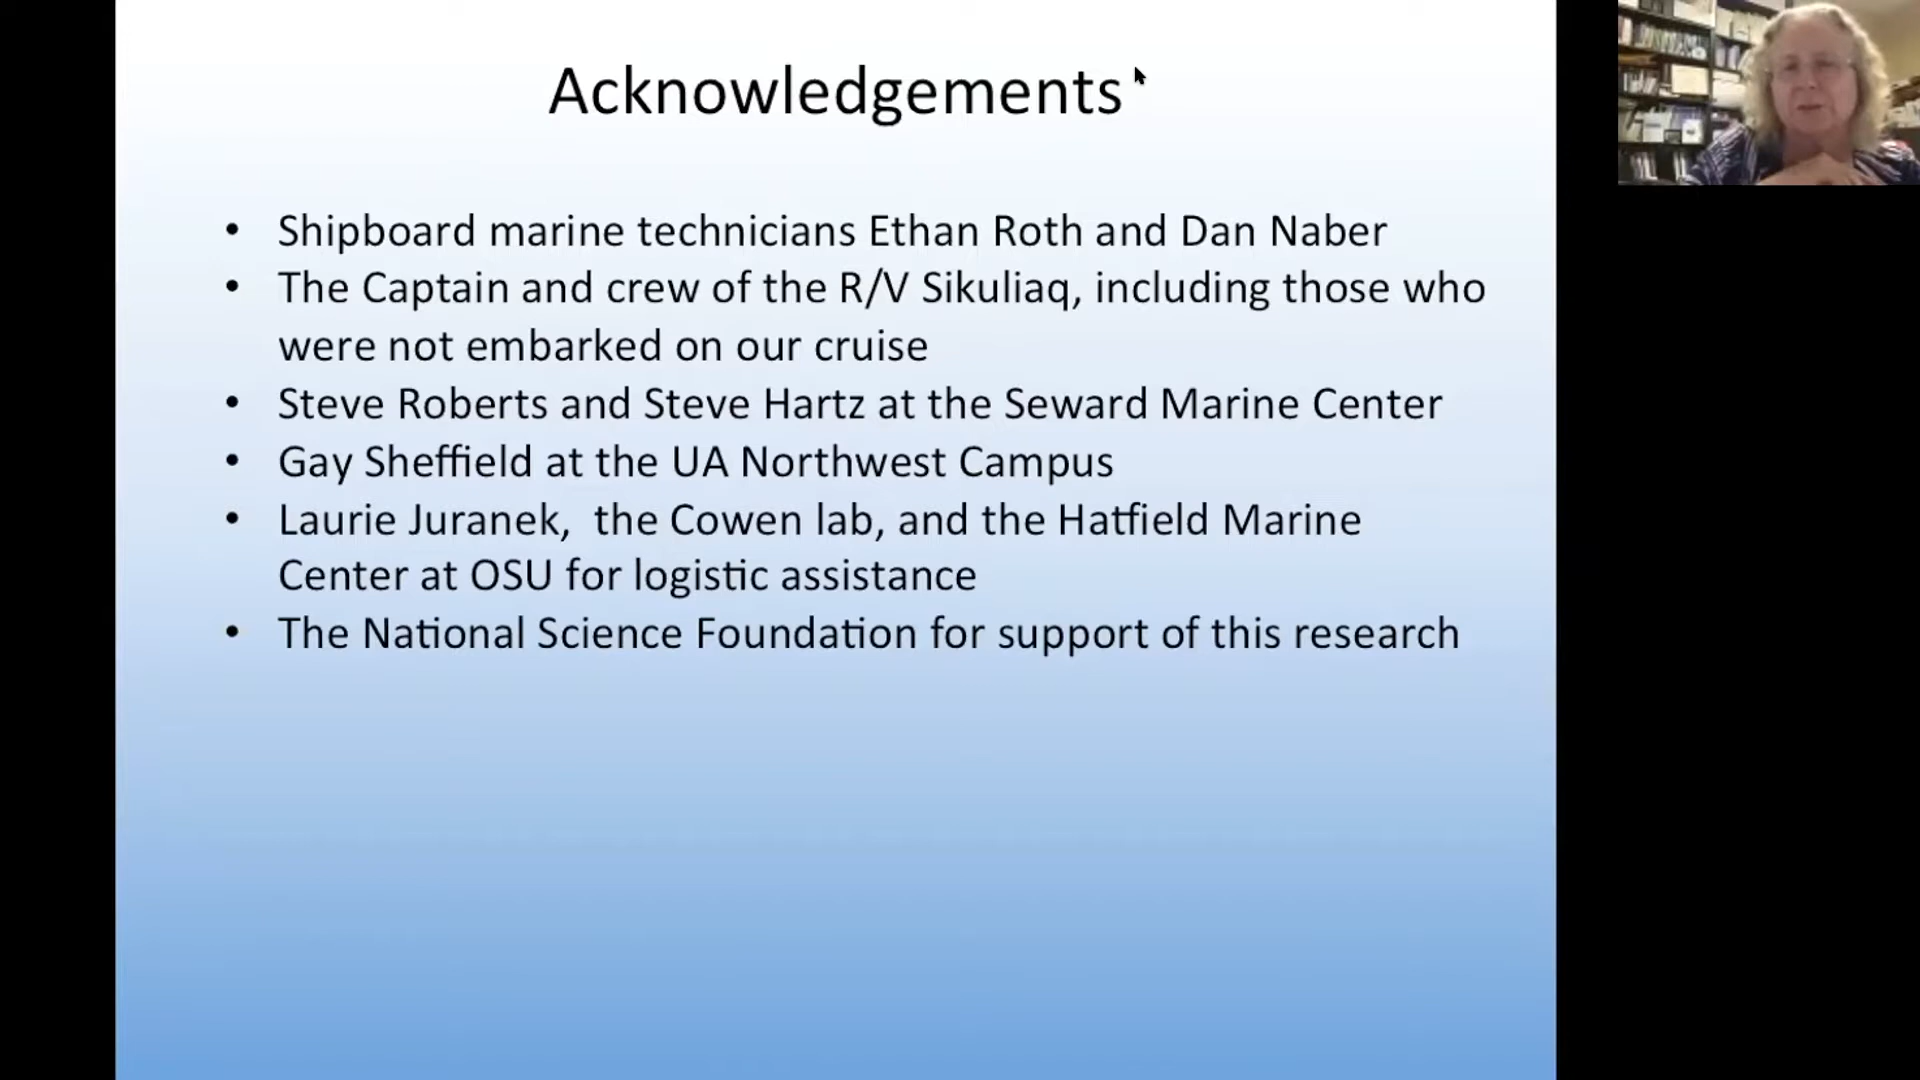 Acknowledgements
• Shipboard marine technicians Ethan Roth and Dan Naber
• The Captain and crew of the R/V Sikuliaq, including those who
were not embarked on our cruise
• Steve Roberts and Steve Hartz at the Seward Marine Center
• Gay Sheffield at the UA Northwest Campus
• Laurie Juranek,  the Cowen lab, and the Hatfield Marine
Center at OSU for logistic assistance
• The National Science Foundation for support of this research